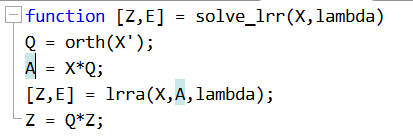 function [Z,E] = solve_lrr(X,lambda)
Q = orth(X');
A = X*Q;
[Z,E] = lrra(X,A,lambda);
Z = Q*Z;